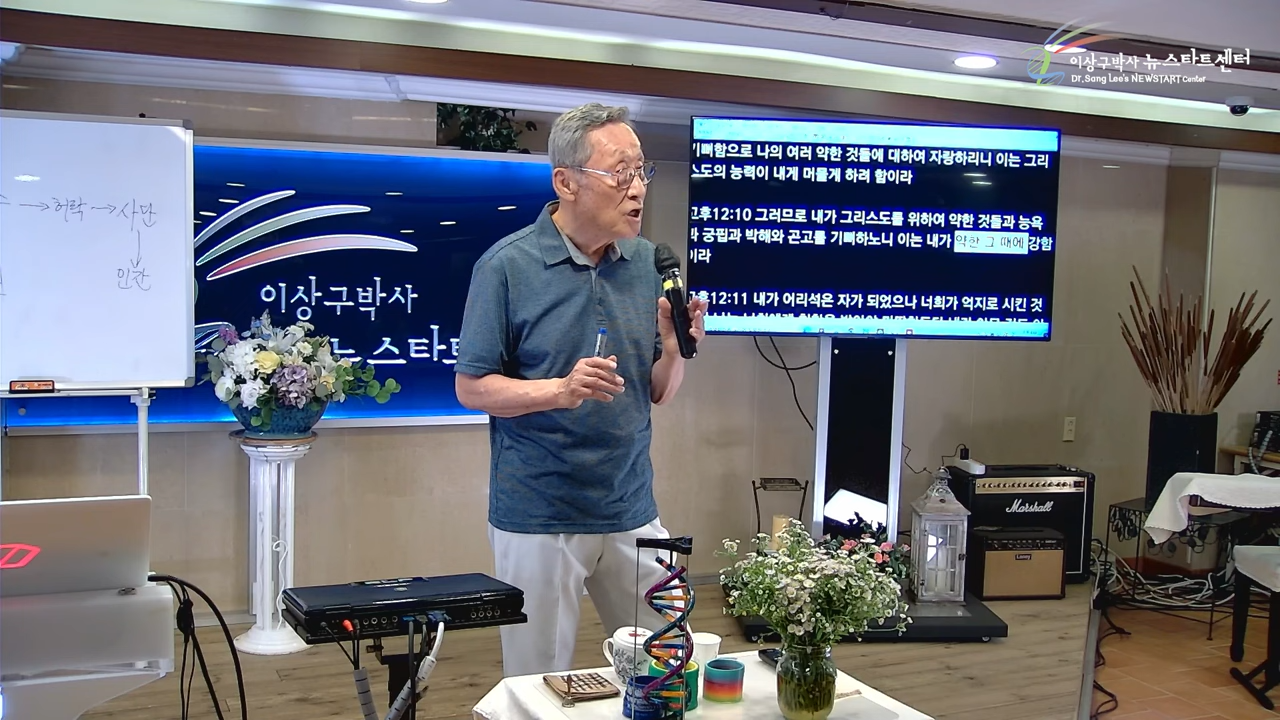 이상구박사 뉴스타트센터
Dr. Sang Lee's NEWSTART Center
→허락→사단
인간
이상구박사
뉴스타트
기뻐함으로 나의 여러 약한 것들에 대하여 자랑하리니 이는 그리
스도의 능력이 내게 머물게 하려 함이라
고후12:10 그러므로 내가 그리스도를 위하여 약한 것들과 능욕
과 궁핍과 박해와 곤고를 기뻐하노니 이는 내가 약한 그 때에 강함
이라
고후12:11 내가 어리석은 자가 되었으나 너희가 억지로 시킨 것
Marshall
Laney